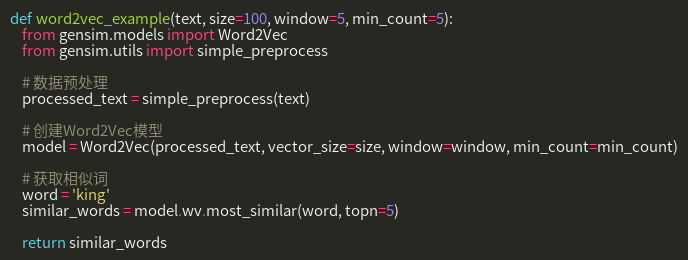 def word2vec_example(text, size=100, window=5, min_count=5):
from gensim.models import Word2Vec
from gensim.utils import simple_preprocess
# 数据预处理
processed_text = simple_preprocess(text)
# 创建Word2Vec模型
model = Word2Vec(processed_text, vector_size=size, window=window, min_count=min_count)
# 获取相似词
word = 'king'
similar_words = model.wv.most_similar(word, topn=5)
return similar_words